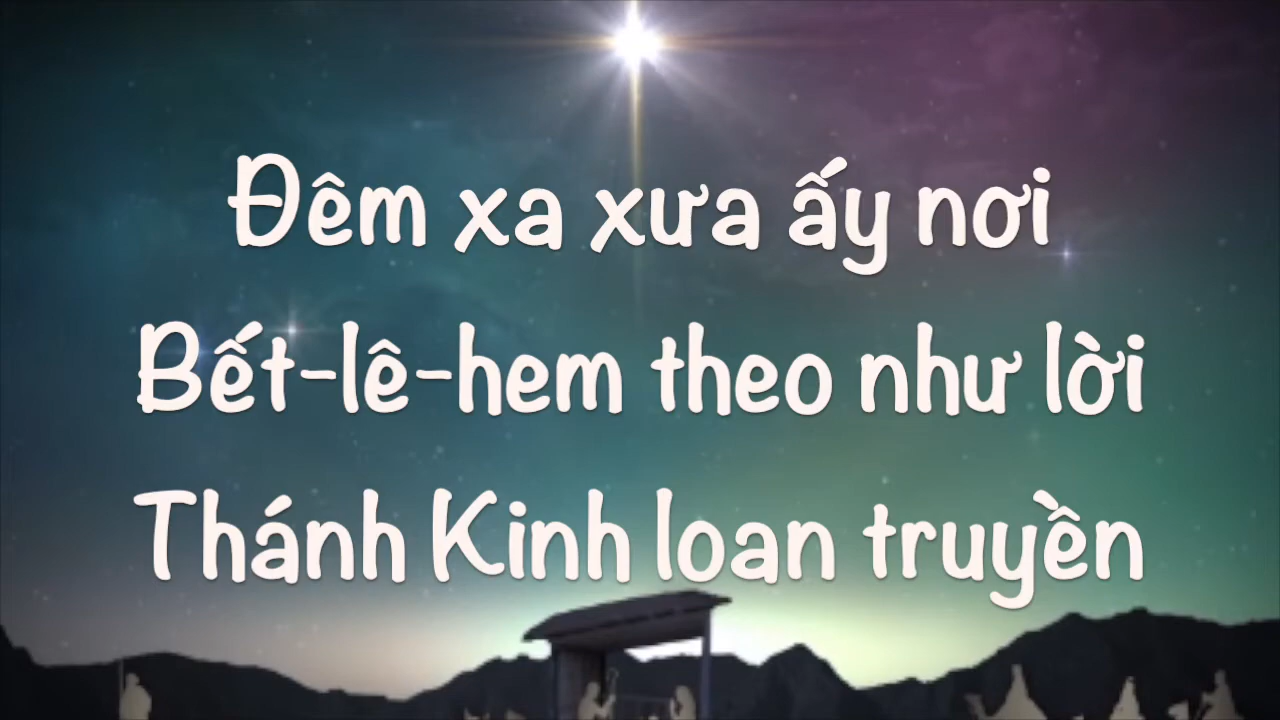 Đêm xa xưa ấy nơi
Bết-lê-hem theo như lời
Thánh Kinh loan truyền